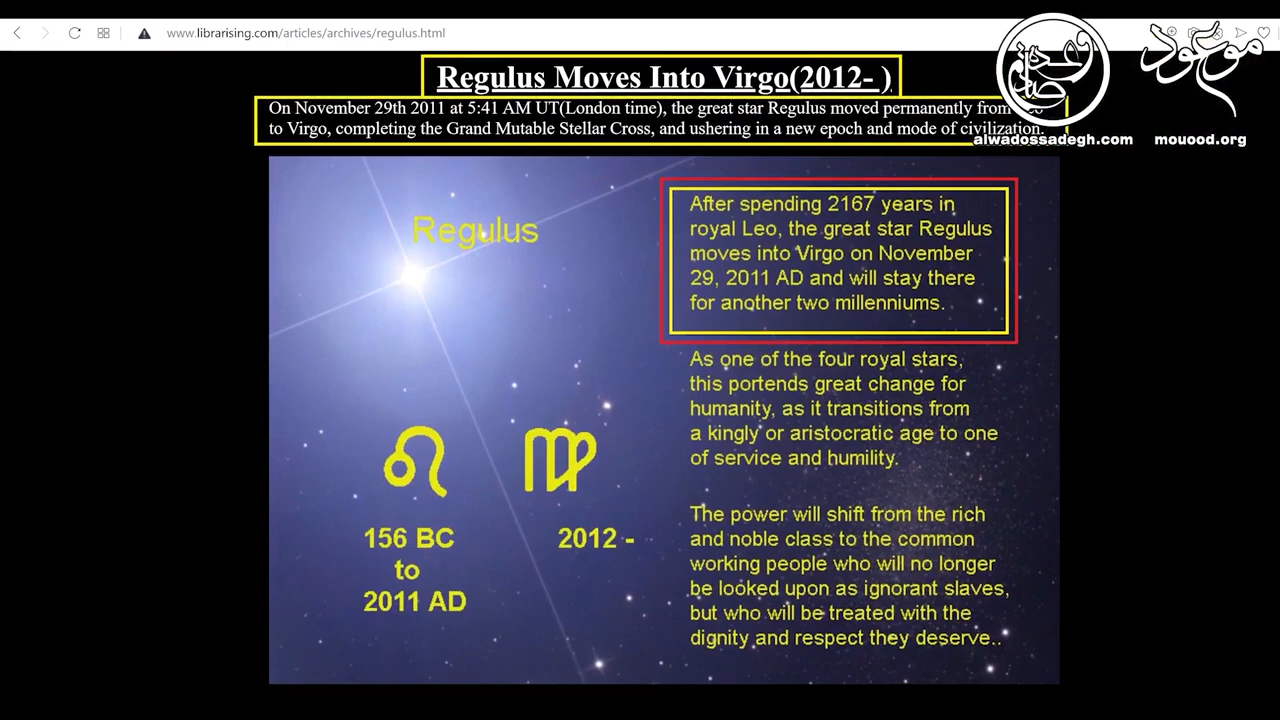 www.librarising.com/articles/archives/regulus.html
موعود
وعده صادق
alwadossadegh.com
mouood.org
Regulus Moves Into Virgo(2012- )
On November 29th 2011 at 5:41 AM UT(London time), the great star Regulus moved permanently from
to Virgo, completing the Grand Mutable Stellar Cross, and ushering in a new epoch and mode of civilization.
Regulus
After spending 2167 years in
royal Leo, the great star Regulus
moves into Virgo on November
29, 2011 AD and will stay there
for another two millenniums.
As one of the four royal stars,
this portends great change for
humanity, as it transitions from
a kingly or aristocratic age to one
of service and humility.
The power will shift from the rich
and noble class to the common
working people who will no longer
be looked upon as ignorant slaves,
but who will be treated with the
dignity and respect they deserve..
♌ ♍
156 BC
to
2011 AD
2012 -